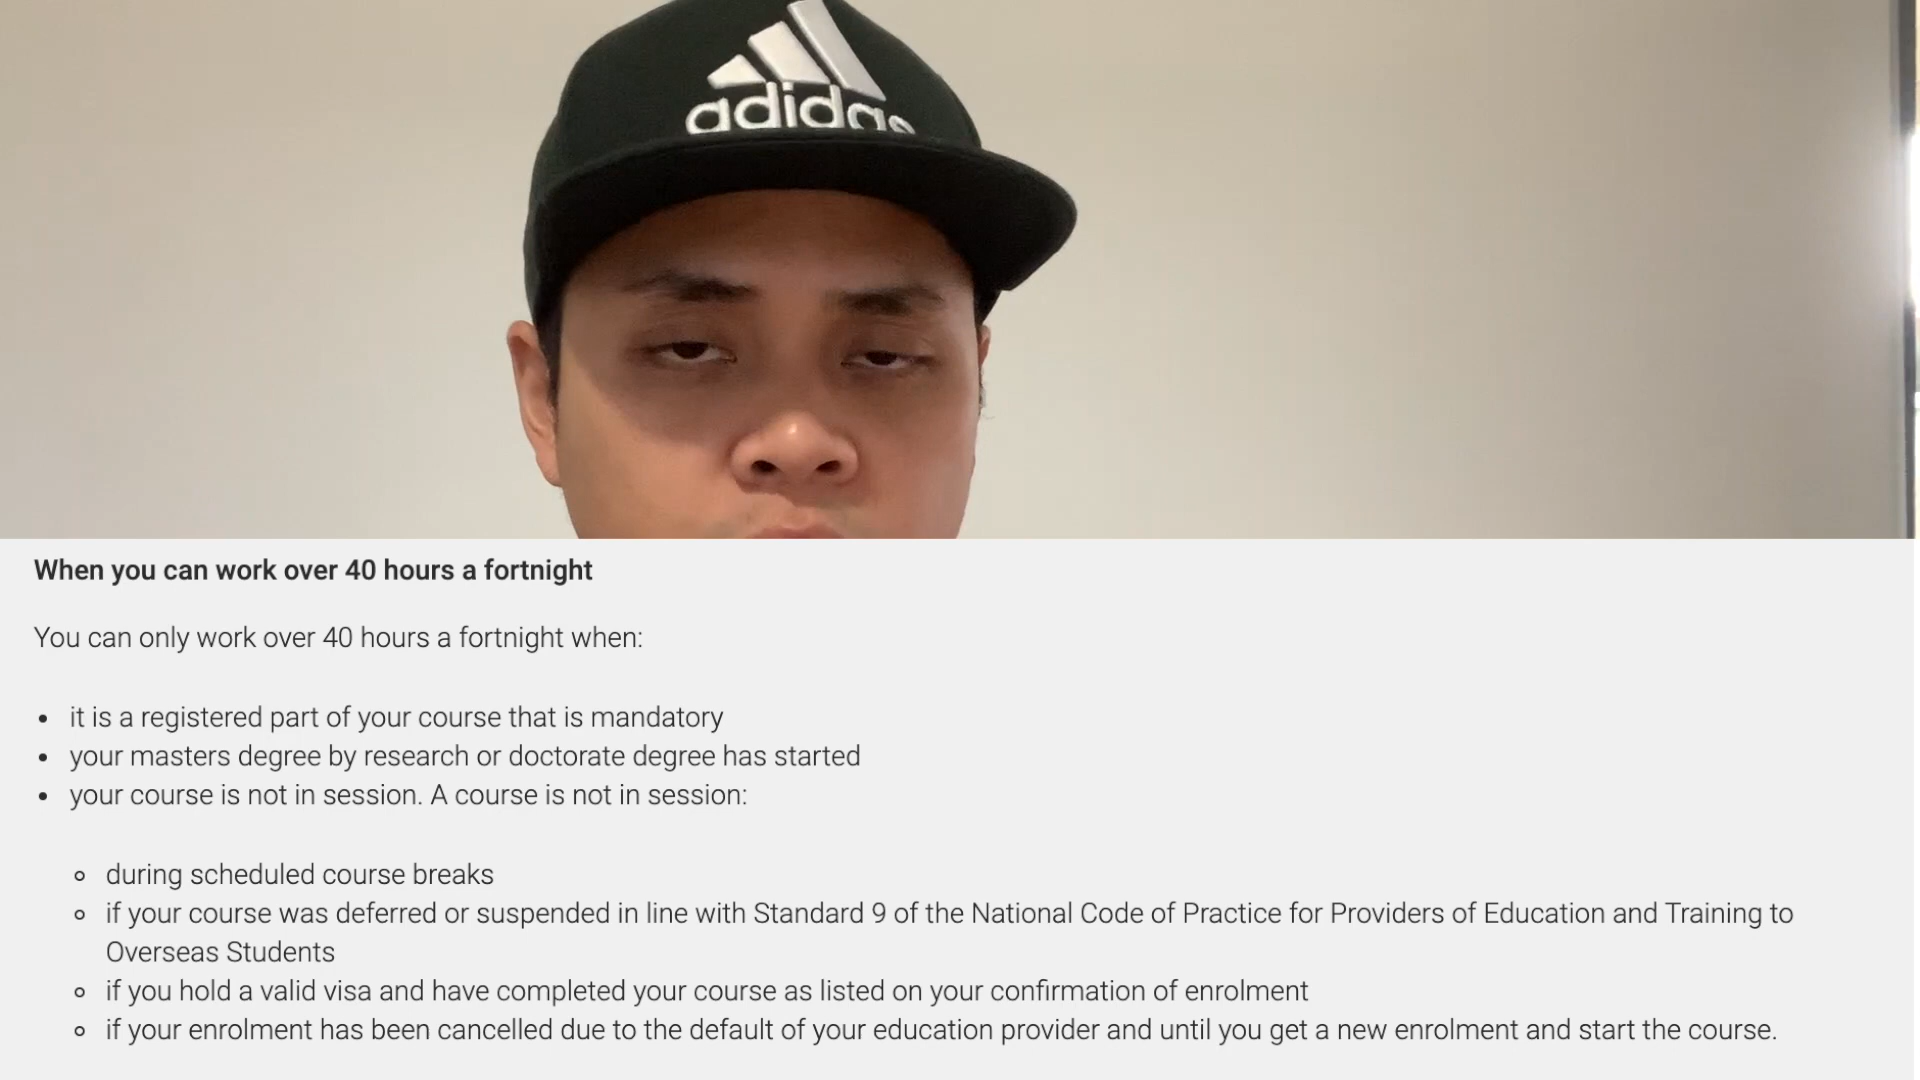 adidas
When you can work over 40 hours a fortnight
You can only work over 40 hours a fortnight when:
• it is a registered part of your course that is mandatory
• your masters degree by research or doctorate degree has started
• your course is not in session. A course is not in session:
◦ during scheduled course breaks
◦ if your course was deferred or suspended in line with Standard 9 of the National Code of Practice for Providers of Education and Training to
Overseas Students
◦ if you hold a valid visa and have completed your course as listed on your confirmation of enrolment
◦ if your enrolment has been cancelled due to the default of your education provider and until you get a new enrolment and start the course.